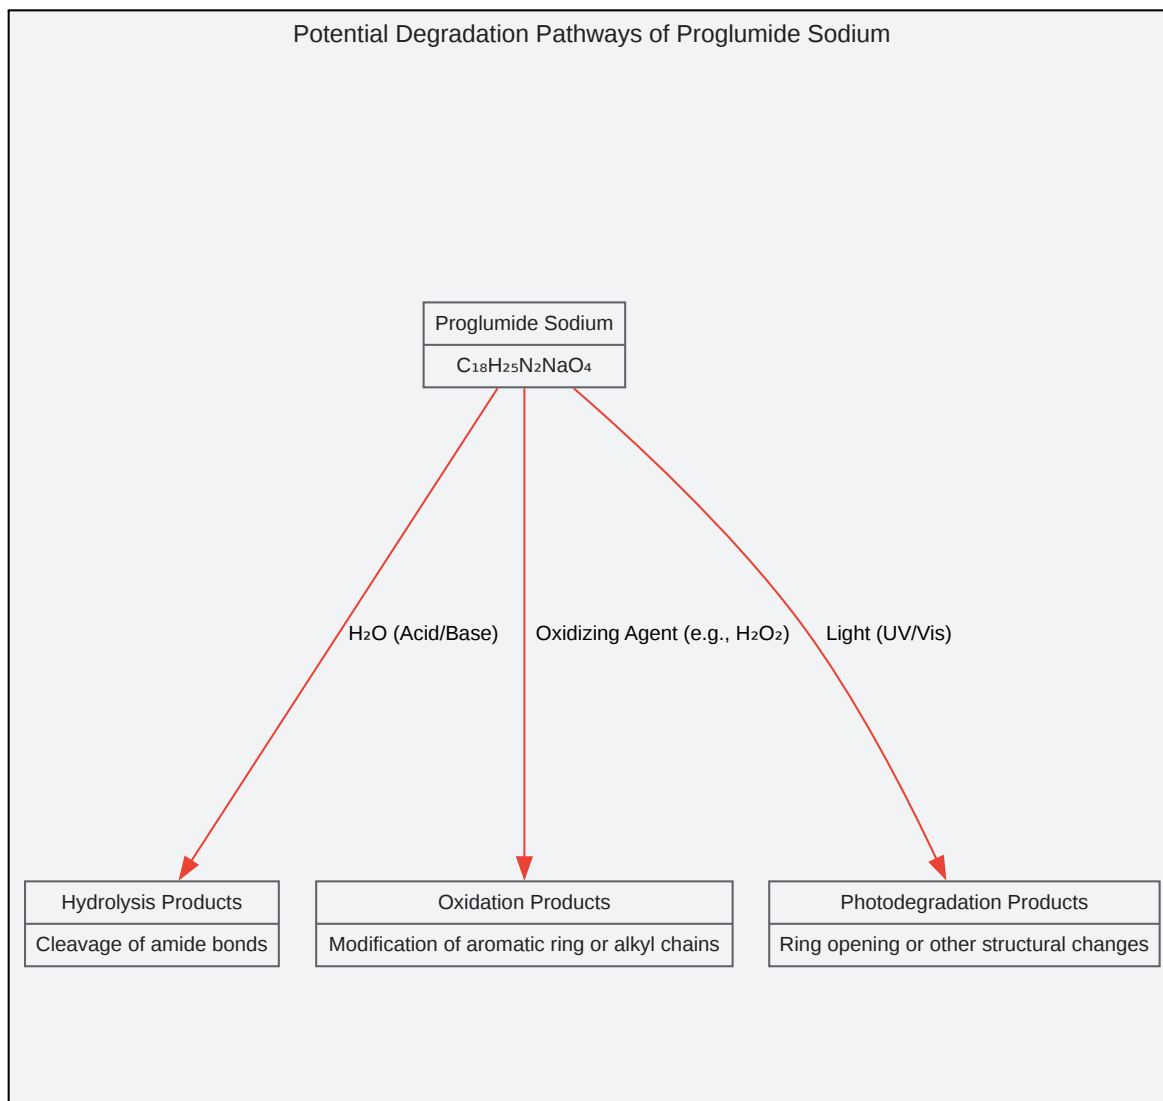 Potential Degradation Pathways of Proglumide Sodium
Proglumide Sodium
C₁₈H₂₅N₂NaO₄
H₂O (Acid/Base)
Oxidizing Agent (e.g., H₂O₂)
Light (UV/Vis)
Hydrolysis Products
Cleavage of amide bonds
Oxidation Products
Modification of aromatic ring or alkyl chains
Photodegradation Products
Ring opening or other structural changes